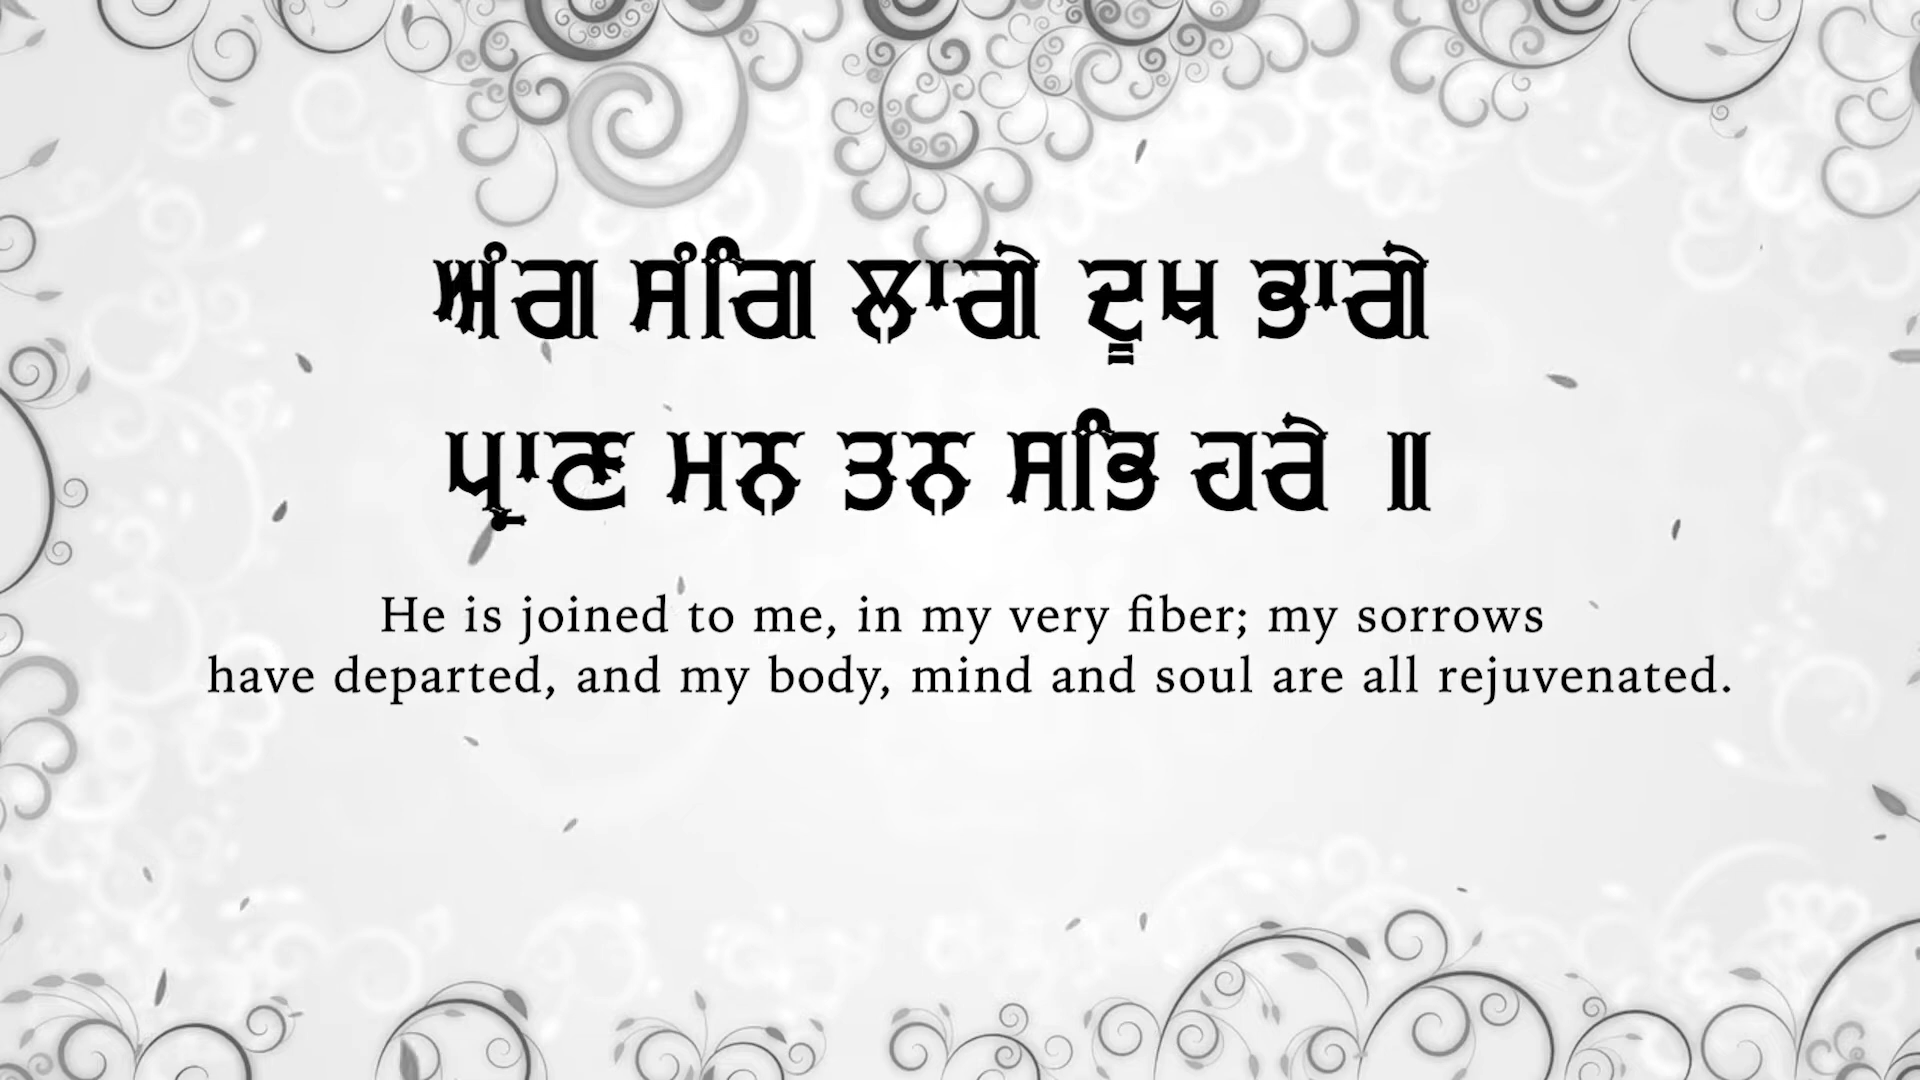 ਅੰਗ ਸੰਗਿ ਲਾਗੇ ਦੂਖ ਭਾਗੇ
ਪ੍ਰਾਣ ਮਨ ਤਨ ਸਭਿ ਹਰੇ ॥
He is joined to me, in my very fiber; my sorrows
have departed, and my body, mind and soul are all rejuvenated.